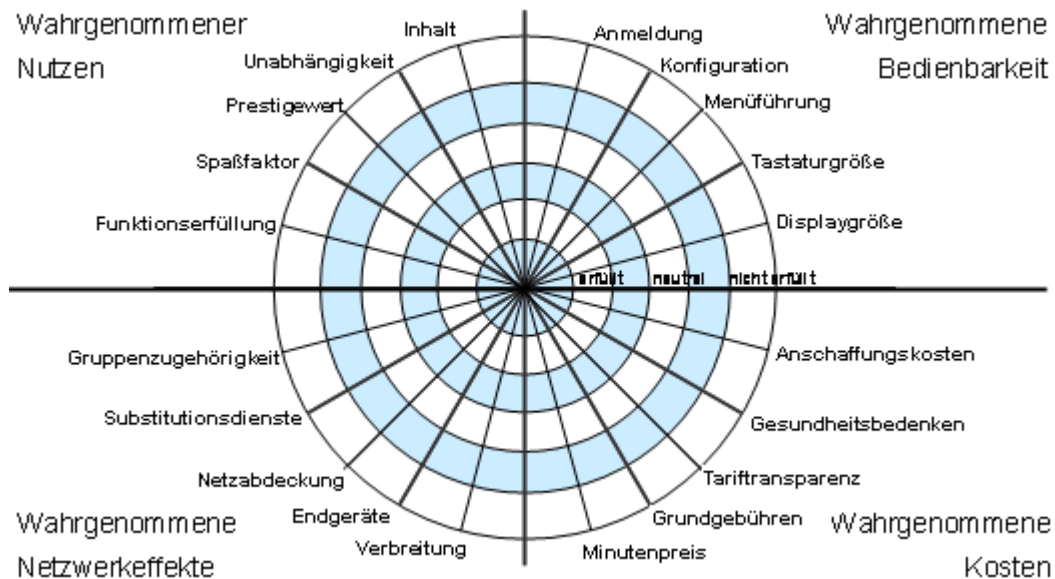 Wahrgenommener
Nutzen
Wahrgenommene
Bedienbarkeit
Inhalt
Unabhängigkeit
Prestigewert
Spaßfaktor
Funktionserfüllung
Anmeldung
Konfiguration
Menüführung
Tastaturgröße
Displaygröße
erfüllt neutral nicht erfüllt
Gruppenzugehörigkeit
Substitutionsdienste
Netzabdeckung
Endgeräte
Verbreitung
Anschaffungskosten
Gesundheitsbedenken
Tariftransparenz
Grundgebühren
Minutenpreis
Wahrgenommene
Netzwerkeffekte
Wahrgenommene
Kosten